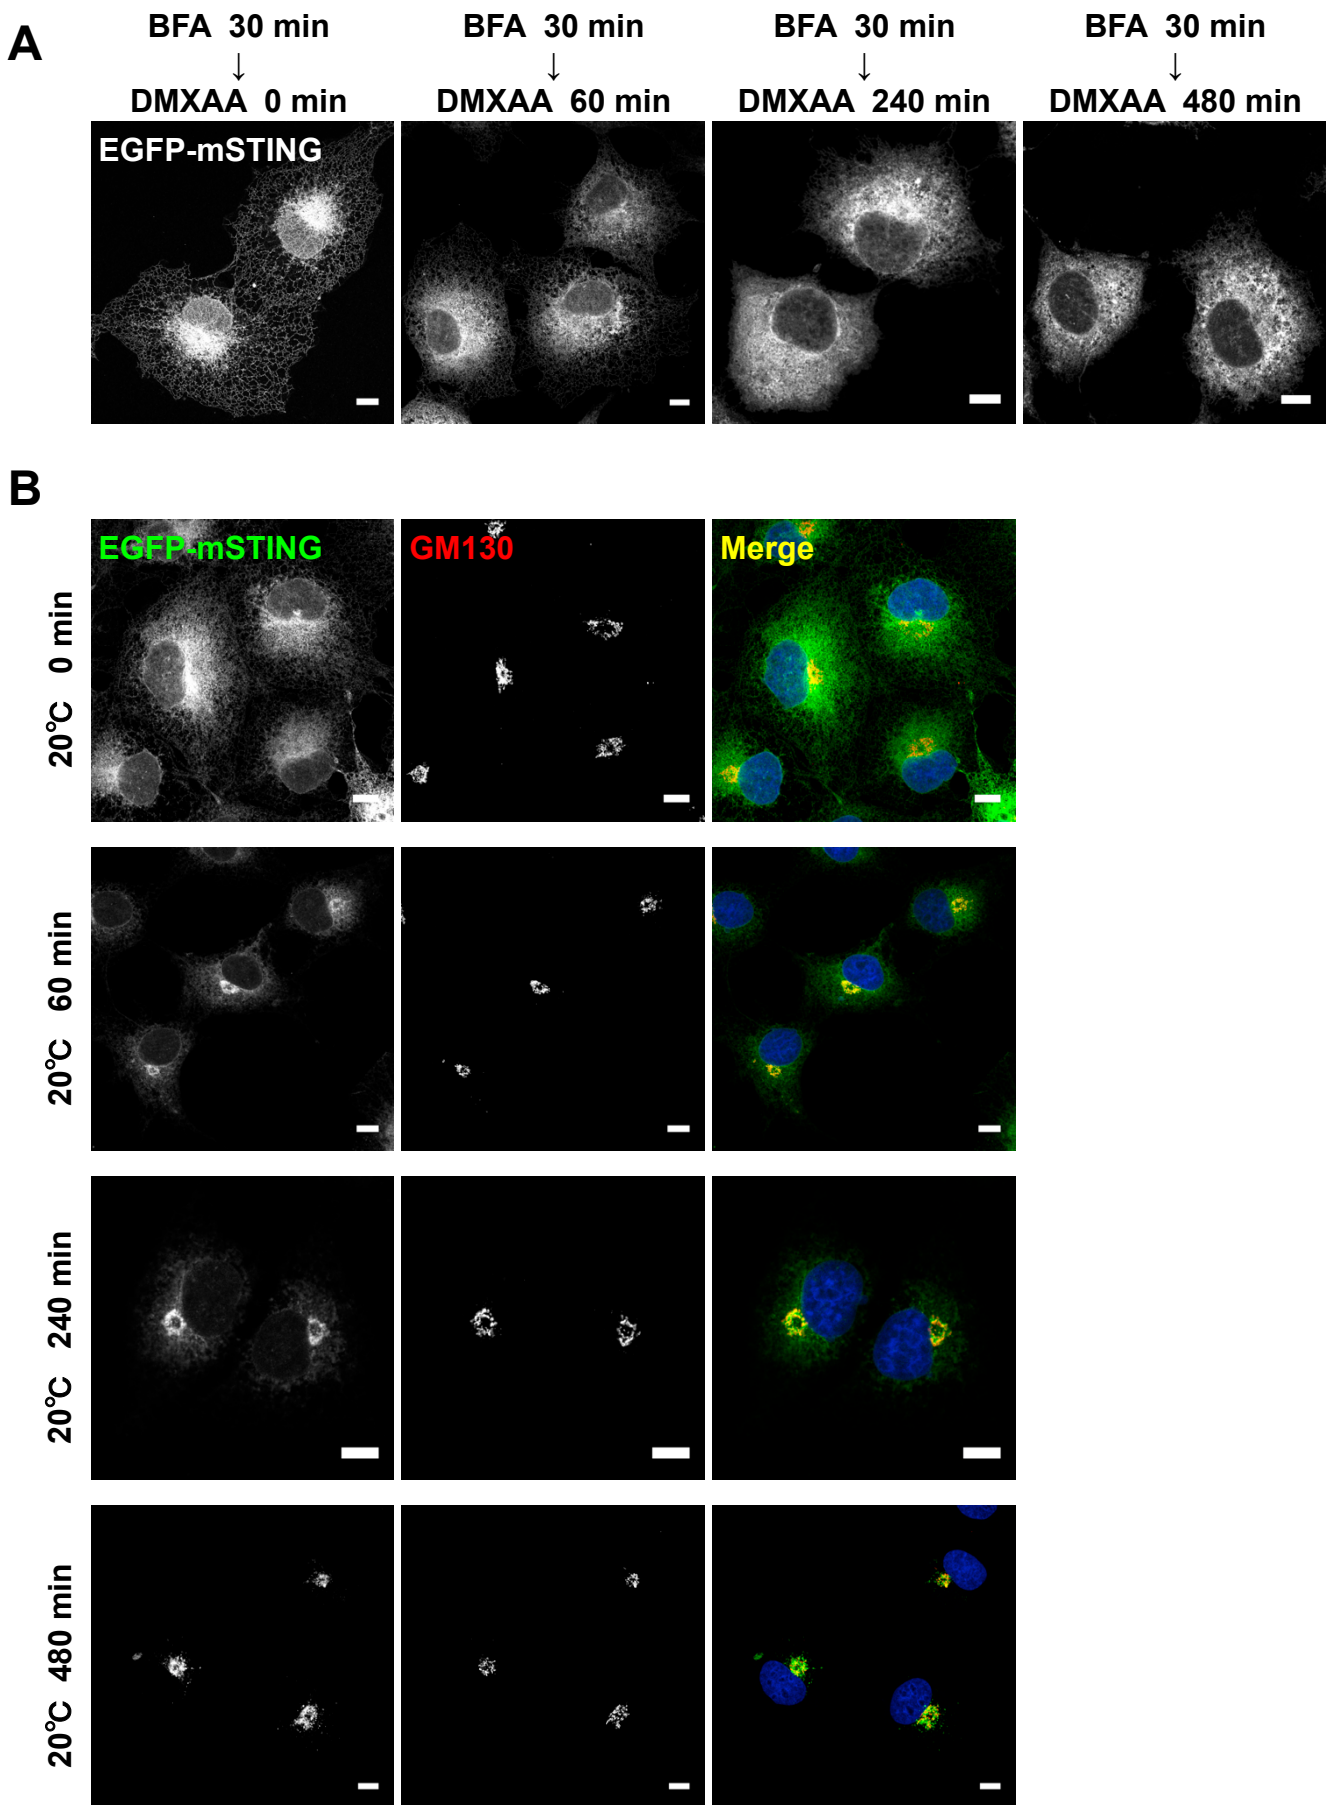 A
BFA 30 min
↓
DMXAA 0 min
BFA 30 min
↓
DMXAA 60 min
BFA 30 min
↓
DMXAA 240 min
BFA 30 min
↓
DMXAA 480 min
EGFP-mSTING
B
EGFP-mSTING
GM130
Merge
20℃ 0 min
20℃ 60 min
20℃ 240 min
20℃ 480 min